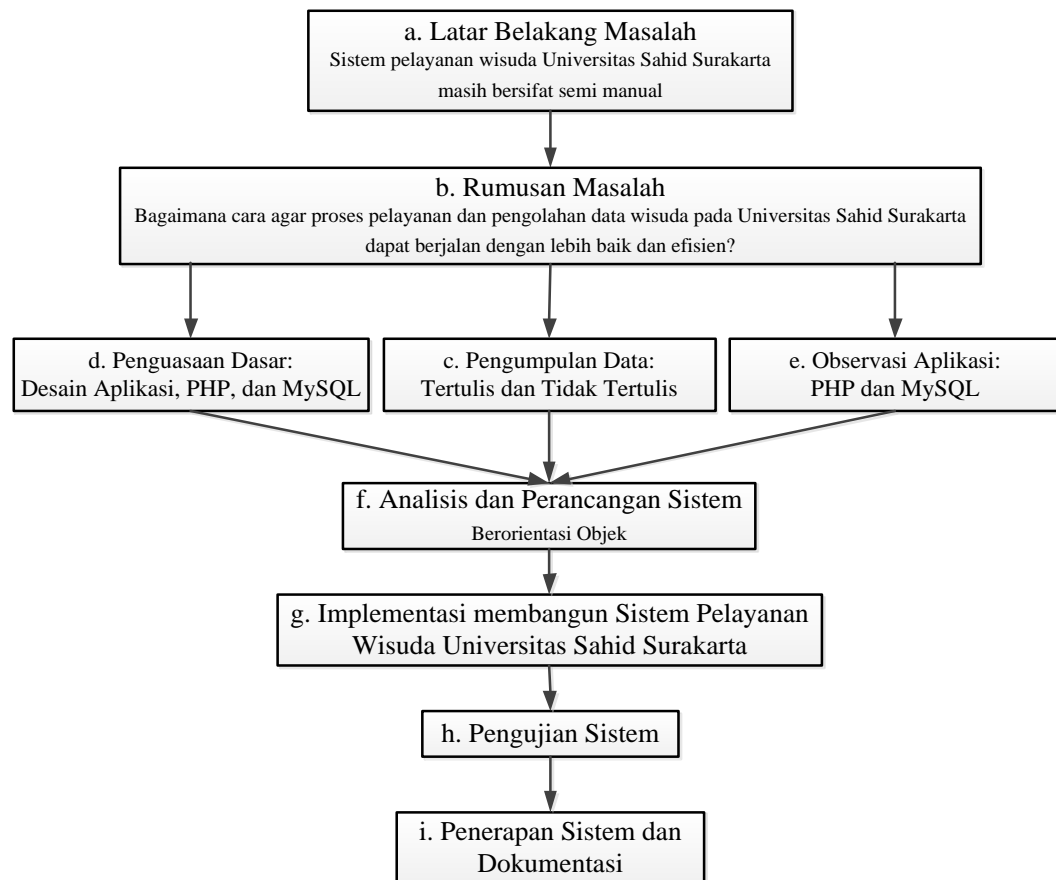 a. Latar Belakang Masalah
Sistem pelayanan wisuda Universitas Sahid Surakarta
masih bersifat semi manual
b. Rumusan Masalah
Bagaimana cara agar proses pelayanan dan pengolahan data wisuda pada Universitas Sahid Surakarta
dapat berjalan dengan lebih baik dan efisien?
d. Penguasaan Dasar:
Desain Aplikasi, PHP, dan MySQL
c. Pengumpulan Data:
Tertulis dan Tidak Tertulis
e. Observasi Aplikasi:
PHP dan MySQL
f. Analisis dan Perancangan Sistem
Berorientasi Objek
g. Implementasi membangun Sistem Pelayanan
Wisuda Universitas Sahid Surakarta
h. Pengujian Sistem
i. Penerapan Sistem dan
Dokumentasi